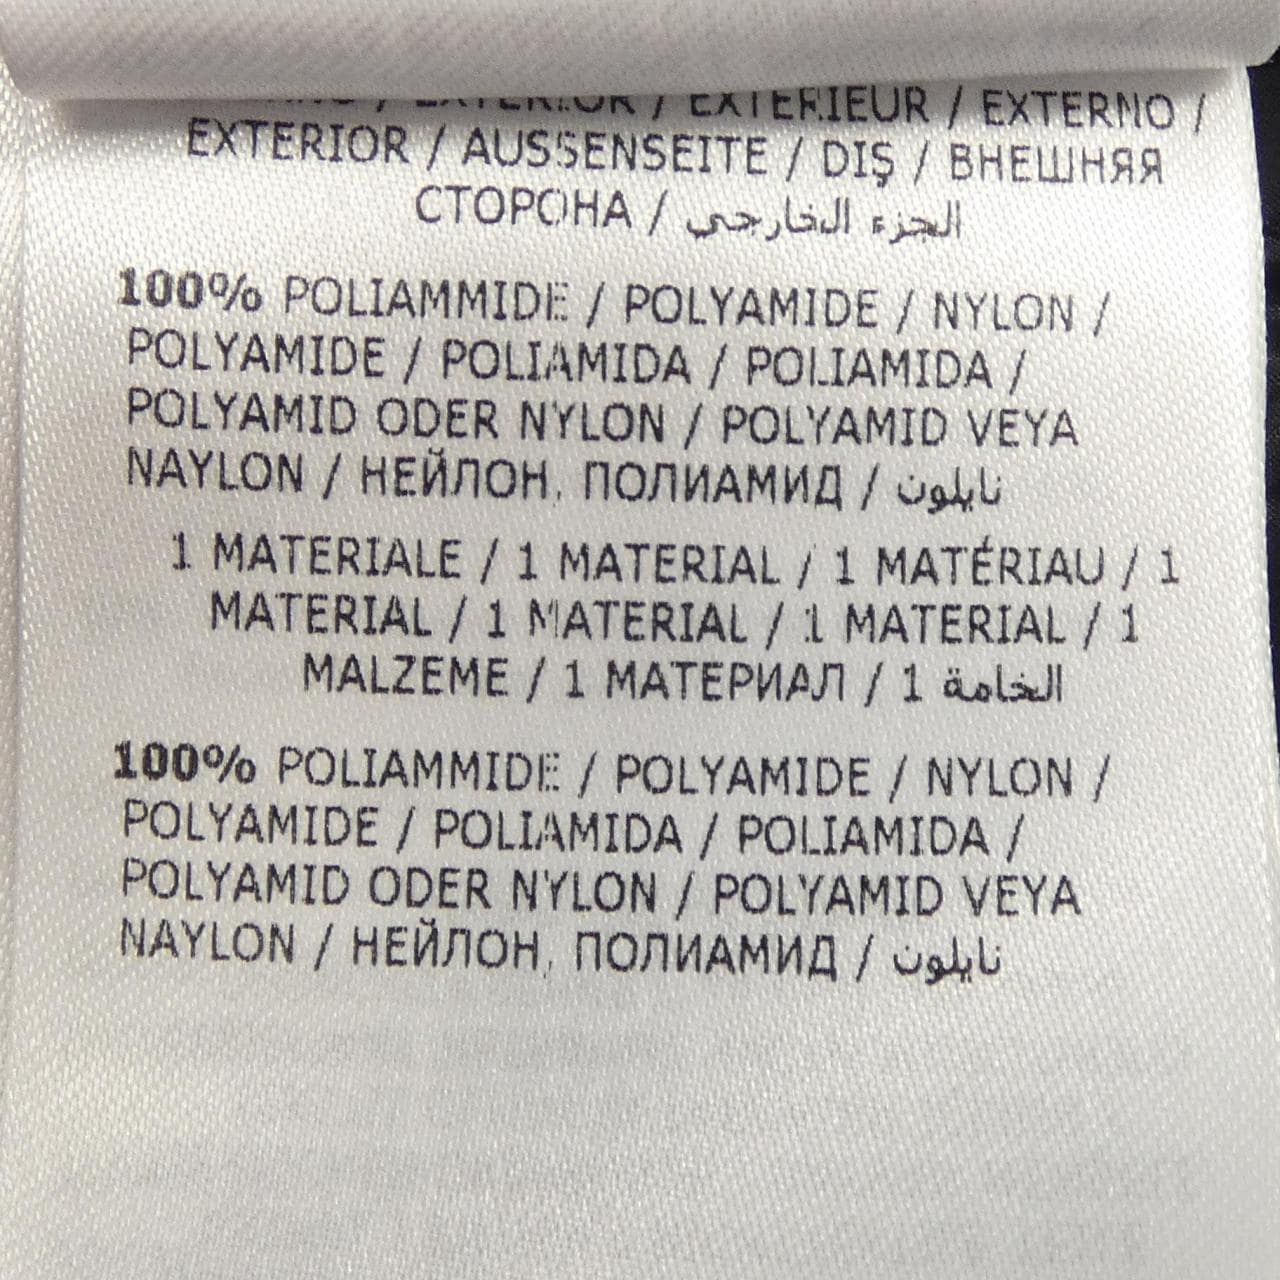 / EXTERIOR / EXTERIEUR / EXTERNO /
EXTERIOR / AUSSENSEITE / DIŞ / ВНЕШНЯЯ
СТОРОНА / الجزء الخارجي
100% POLIAMMIDE / POLYAMIDE / NYLON /
POLYAMIDE / POLIAMIDA / POLIAMIDA /
POLYAMID ODER NYLON / POLYAMID VEYA
NAYLON / НЕЙЛОН, ПОЛИАМИД / نايلون
1 MATERIALE / 1 MATERIAL / 1 MATÉRIAU / 1
MATERIAL / 1 MATERIAL / 1 MATERIAL / 1
MALZEME / 1 МАТЕРИАЛ / 1 الخامة
100% POLIAMMIDE / POLYAMIDE / NYLON /
POLYAMIDE / POLIAMIDA / POLIAMIDA /
POLYAMID ODER NYLON / POLYAMID VEYA
NAYLON / НЕЙЛОН, ПОЛИАМИД / نايلون